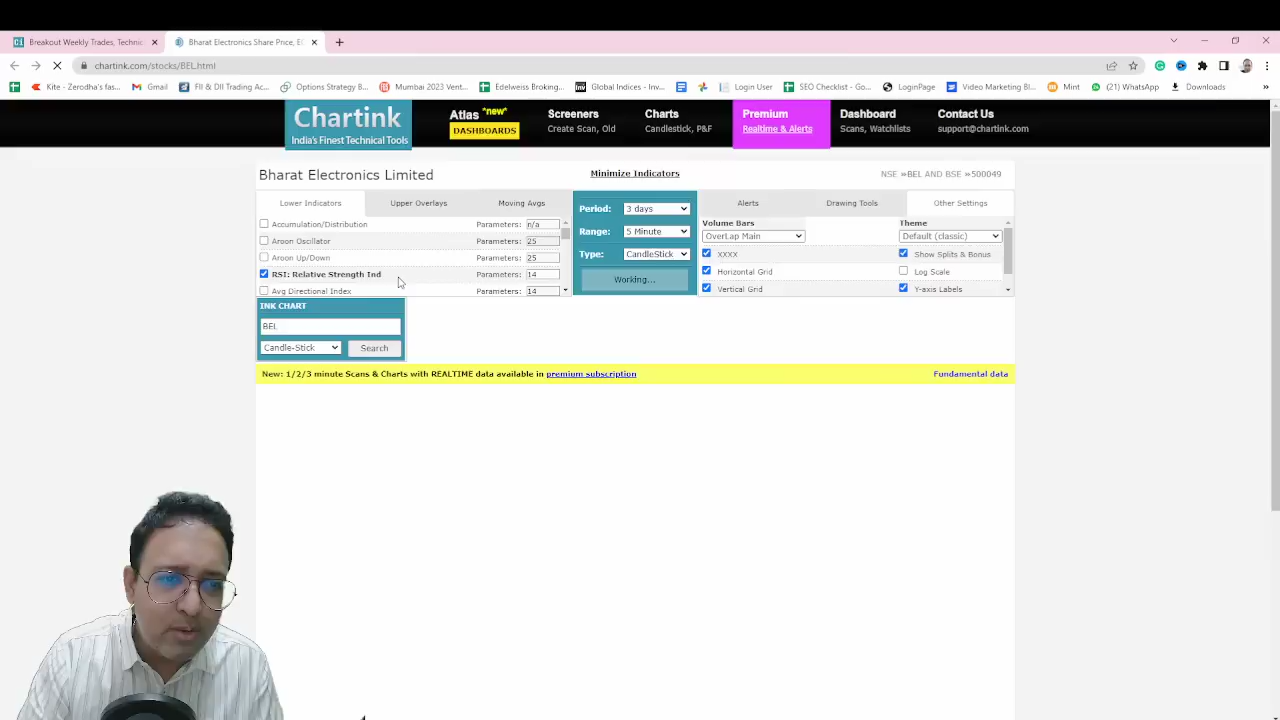 Breakout Weekly Trades, Technic
Bharat Electronics Share Price, E
chartink.com/stocks/BEL.html
Kite - Zerodha's fas...
Gmail
FII & DII Trading Ac...
Options Strategy B...
Mumbai 2023 Vent...
Edelweiss Broking...
Global Indices - Inv...
Login User
SEO Checklist - Go...
LoginPage
Video Marketing Bl...
Mint
(21) WhatsApp
Downloads
»
Chartink
India's Finest Technical Tools
Atlas *new*
DASHBOARDS
Screeners
Create Scan, Old
Charts
Candlestick, P&F
Premium
Realtime & Alerts
Dashboard
Scans, Watchlists
Contact Us
support@chartink.com
Bharat Electronics Limited
Minimize Indicators
NSE »BEL AND BSE »500049
Lower Indicators
Upper Overlays
Moving Avgs
Accumulation/Distribution Parameters: n/a
Aroon Oscillator Parameters: 25
Aroon Up/Down Parameters: 25
RSI: Relative Strength Ind Parameters: 14
Avg Directional Index Parameters: 14
Period: 3 days
Range: 5 Minute
Type: CandleStick
Working...
Alerts
Drawing Tools
Other Settings
Volume Bars
OverLap Main
XXXX
Horizontal Grid
Vertical Grid
Theme
Default (classic)
Show Splits & Bonus
Log Scale
Y-axis Labels
INK CHART
BEL
Candle-Stick
Search
New: 1/2/3 minute Scans & Charts with REALTIME data available in premium subscription
Fundamental data